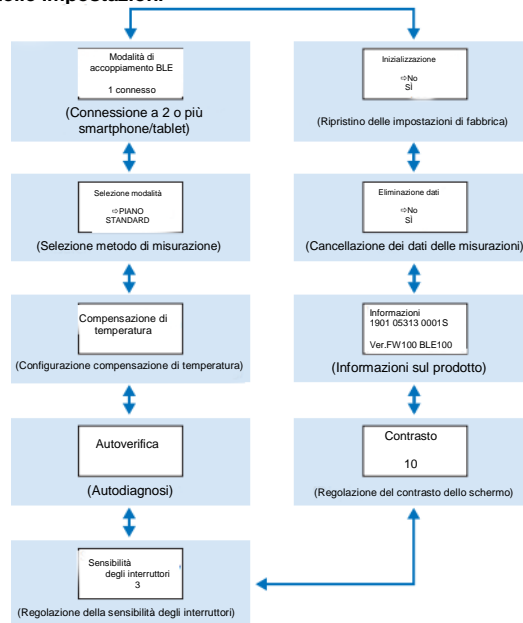 Modalità di
accoppiamento BLE
1 connesso
(Connessione a 2 o più
smartphone/tablet)
Selezione modalità
⇨PIANO
STANDARD
(Selezione metodo di misurazione)
Compensazione di
temperatura
(Configurazione compensazione di temperatura)
Autoverifica
(Autodiagnosi)
Sensibilità
degli interruttori
3
(Regolazione della sensibilità degli interruttori)
Inizializzazione
⇨No
SÌ
(Ripristino delle impostazioni di fabbrica)
Eliminazione dati
⇨No
SÌ
(Cancellazione dei dati delle misurazioni)
Informazioni
1901 05313 0001S
Ver.FW100 BLE100
(Informazioni sul prodotto)
Contrasto
10
(Regolazione del contrasto dello schermo)